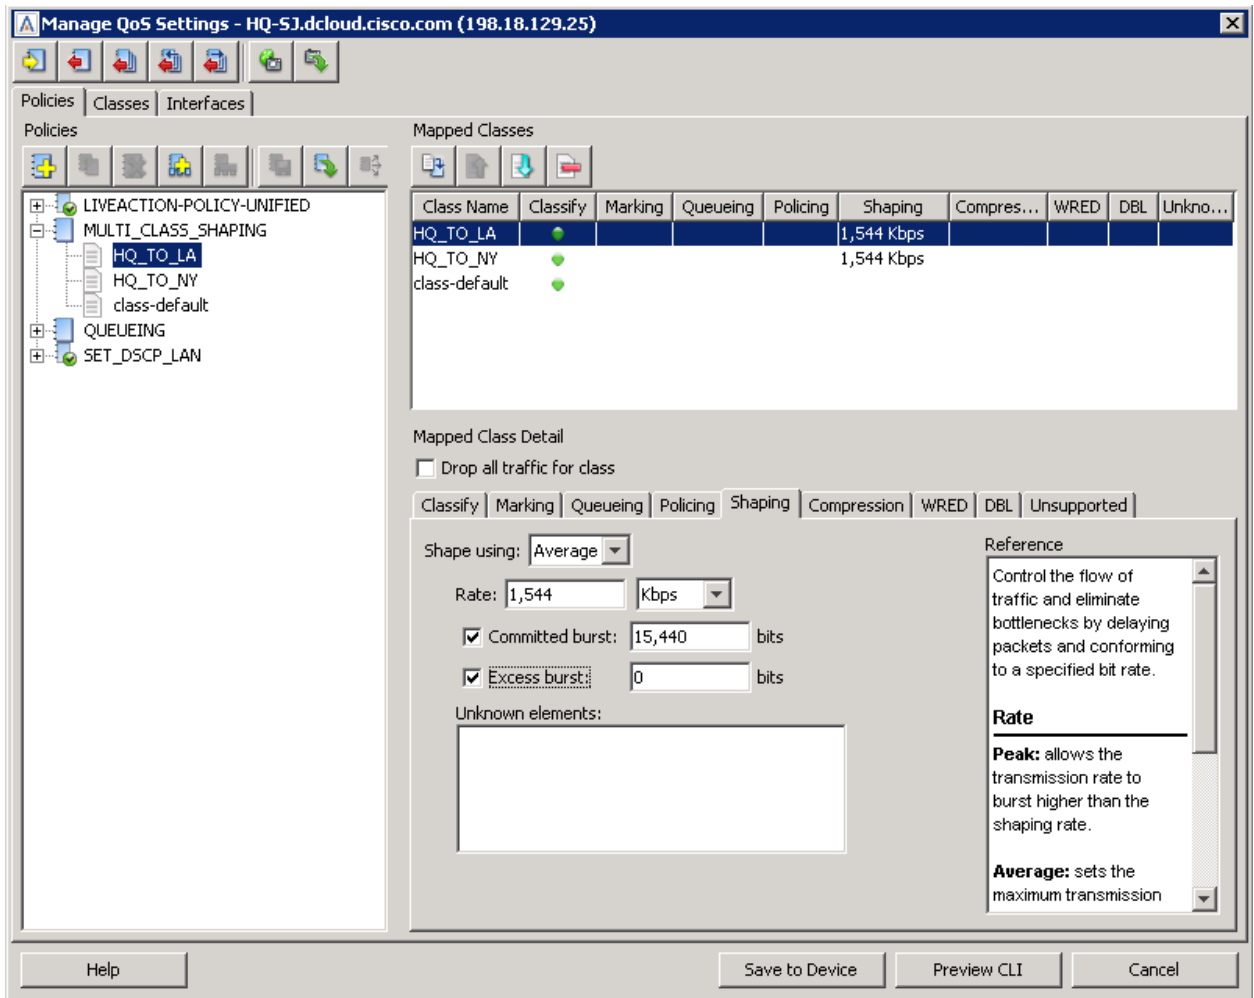 Manage QoS Settings - HQ-SJ.dcloud.cisco.com (198.18.129.25)
Policies Classes Interfaces
Policies
LIVEACTION-POLICY-UNIFIED
MULTI_CLASS_SHAPING
HQ_TO_LA
HQ_TO_NY
class-default
QUEUEING
SET_DSCP_LAN
Mapped Classes
Class Name Classify Marking Queueing Policing Shaping Compres... WRED DBL Unkno...
HQ_TO_LA 1,544 Kbps
HQ_TO_NY 1,544 Kbps
class-default
Mapped Class Detail
Drop all traffic for class
Classify Marking Queueing Policing Shaping Compression WRED DBL Unsupported
Shape using: Average
Rate: 1,544 Kbps
Committed burst: 15,440 bits
Excess burst: 0 bits
Unknown elements:
Reference
Control the flow of
traffic and eliminate
bottlenecks by delaying
packets and conforming
to a specified bit rate.
Rate
Peak: allows the
transmission rate to
burst higher than the
shaping rate.
Average: sets the
maximum transmission
Help Save to Device Preview CLI Cancel